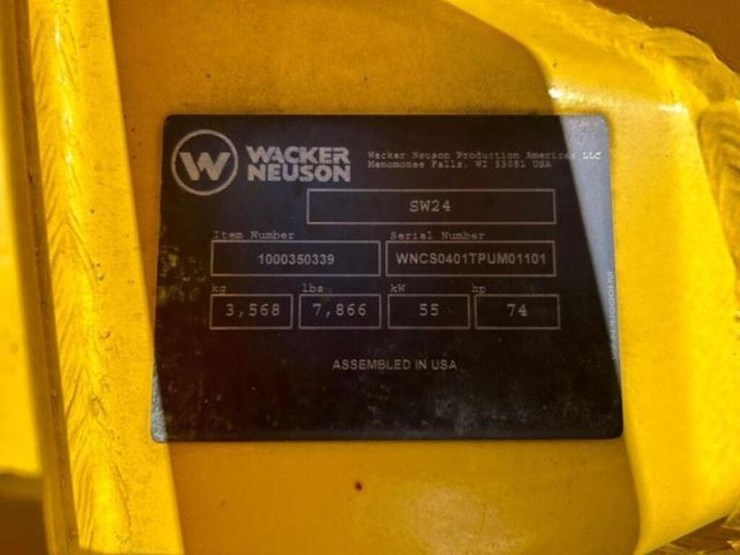 W WACKER NEUSON
Wacker Neuson Production Americas LLC
Menomonee Falls, WI 53051 USA
SW24
Item Number Serial Number
1000350339 WNCS0401TPUM01101
kg lbs kW hp
3,568 7,866 55 74
ASSEMBLED IN USA